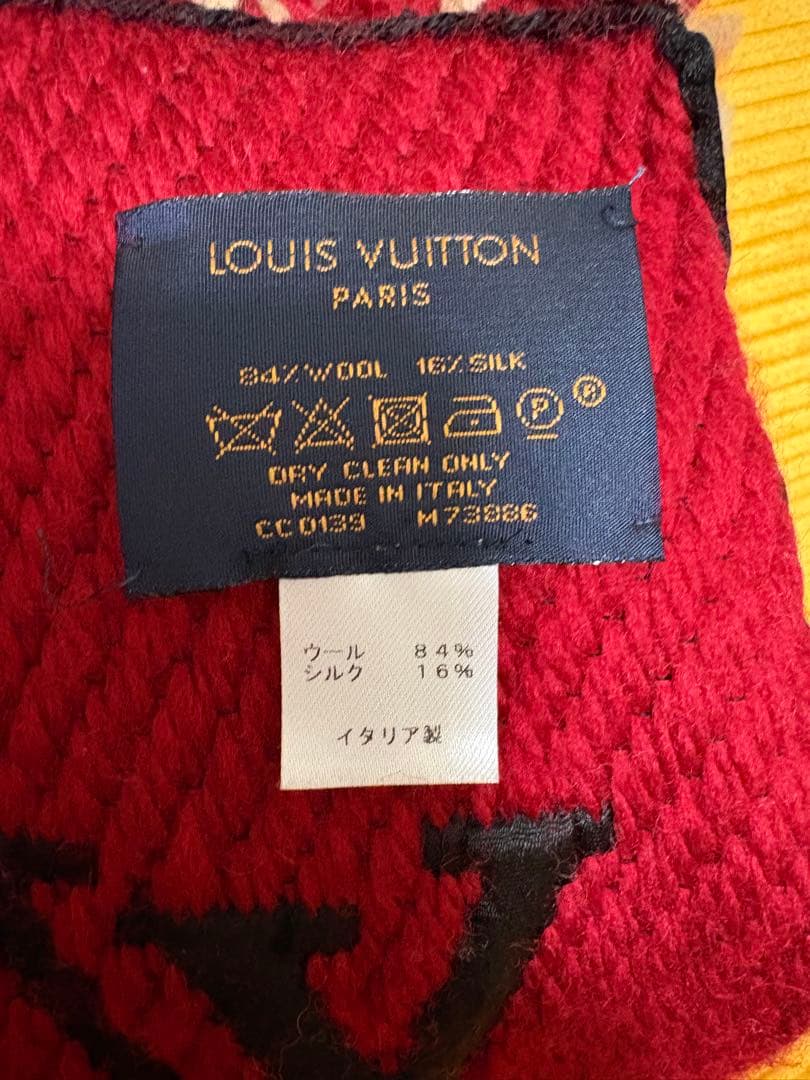 LOUIS VUITTON
PARIS
84% WOOL 16% SILK
P ®
DRY CLEAN ONLY
MADE IN ITALY
CC0139 M73886
ウール 84%
シルク 16%
イタリア製